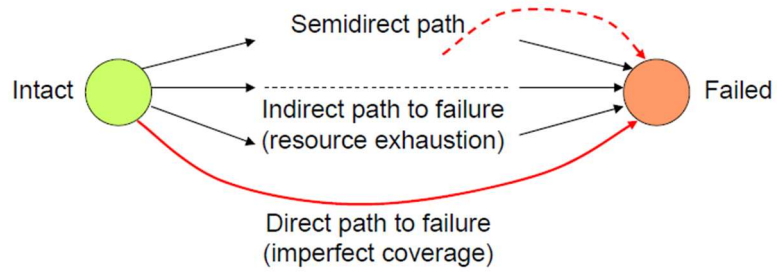 Semidirect path
Intact
Failed
Indirect path to failure
(resource exhaustion)
Direct path to failure
(imperfect coverage)